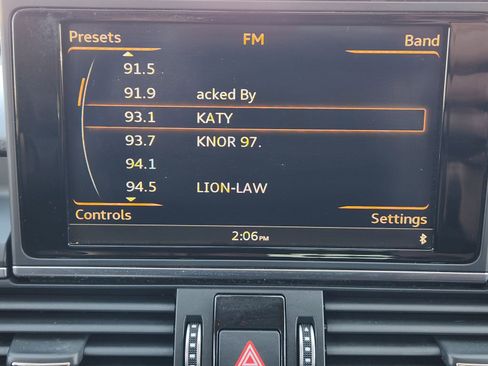 Presets FM Band
91.5
91.9 acked By
93.1 KATY
93.7 KNOR 97.
94.1
94.5 LION-LAW
Controls Settings
2:06PM